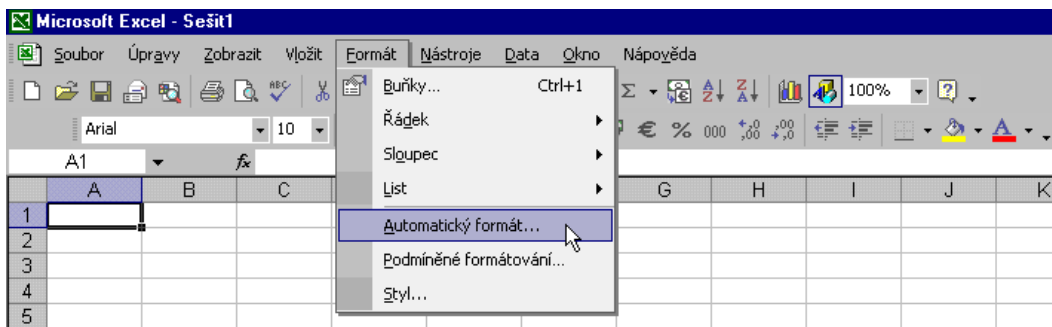 Microsoft Excel - Sešit1
Soubor Úpravy Zobrazit Vložit Formát Nástroje Data Okno Nápověda
ABC Σ 100%
Arial 10 € % 000
Buňky... Ctrl+1
Řádek
Sloupec
List
Automatický formát...
Podmíněné formátování...
Styl...
A1 fx
A B C G H I J K
1
2
3
4
5